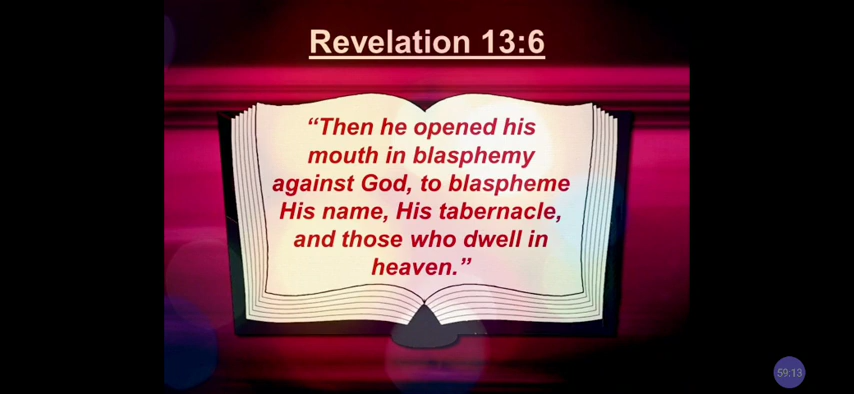 Revelation 13:6
“Then he opened his
mouth in blasphemy
against God, to blaspheme
His name, His tabernacle,
and those who dwell in
heaven.”
59:13